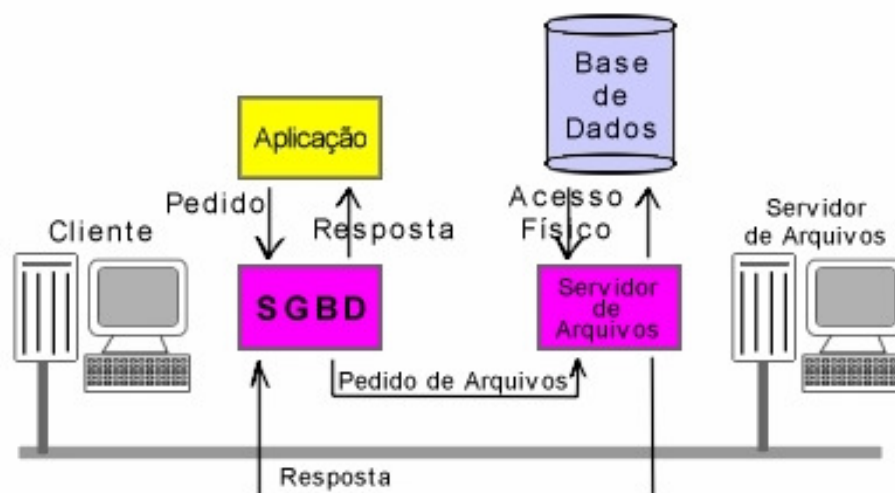 Base
de
Dados
Aplicação
Pedido
Resposta
Acesso
Físico
Cliente
Servidor
de Arquivos
SGBD
Servidor
de
Arquivos
Pedido de Arquivos
Resposta